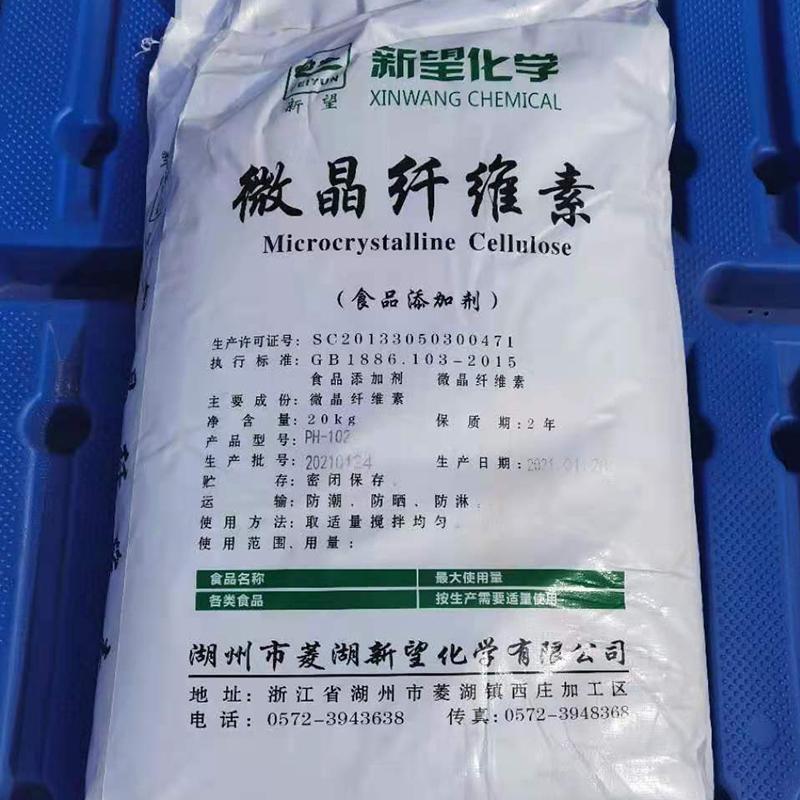 新望化学
XINWANG CHEMICAL
新望
微晶纤维素
Microcrystalline Cellulose
（食品添加剂）
生产许可证号：SC20133050300471
执行标准：GB1886.103-2015
食品添加剂 微晶纤维素
主要成份：微晶纤维素
净含量：20kg 保质期：2年
产品型号：PH-102
生产批号：20210124 生产日期：2021.01.20
贮存：密闭保存。
运输：防潮、防晒、防淋。
使用方法：取适量搅拌均匀。
使用范围、用量：
食品名称 最大使用量
各类食品 按生产需要适量使用
湖州市菱湖新望化学有限公司
地址：浙江省湖州市菱湖镇西庄加工区
电话：0572-3943638 传真：0572-3948368